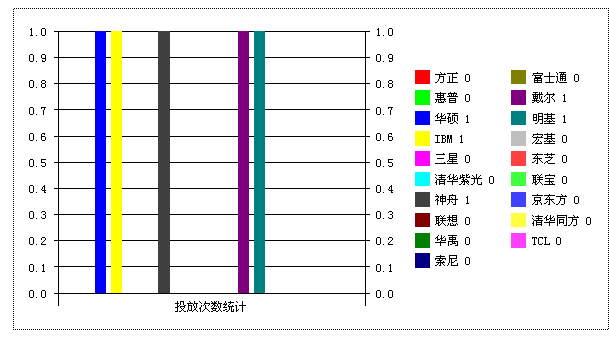 1.0 1.0
0.9 0.9
0.8 0.8
0.7 0.7
0.6 0.6
0.5 0.5
0.4 0.4
0.3 0.3
0.2 0.2
0.1 0.1
0.0 0.0
投放次数统计
方正 0
惠普 0
华硕 1
IBM 1
三星 0
清华紫光 0
神舟 1
联想 0
华禹 0
索尼 0
富士通 0
戴尔 1
明基 1
宏基 0
东芝 0
联宝 0
京东方 0
清华同方 0
TCL 0